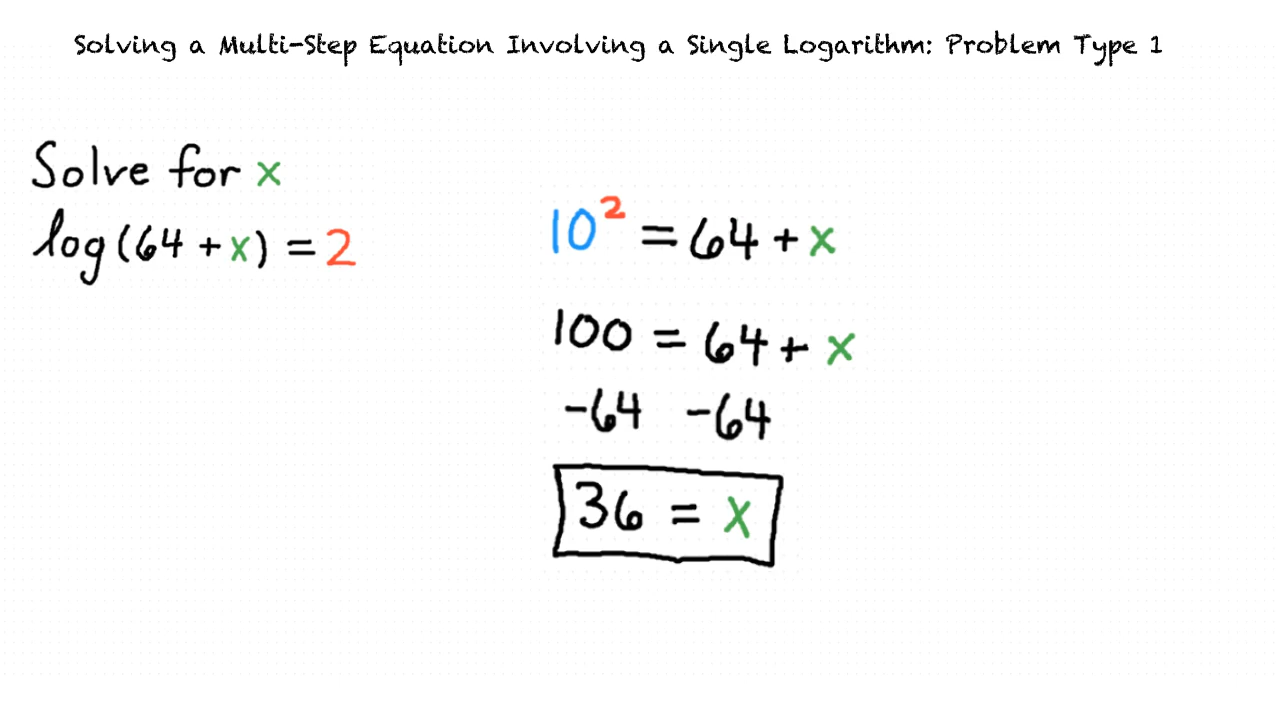 Solving a Multi-Step Equation Involving a Single Logarithm: Problem Type 1
Solve for x
log(64 + x) = 2
10² = 64 + x
100 = 64 + x
-64 -64
36 = x